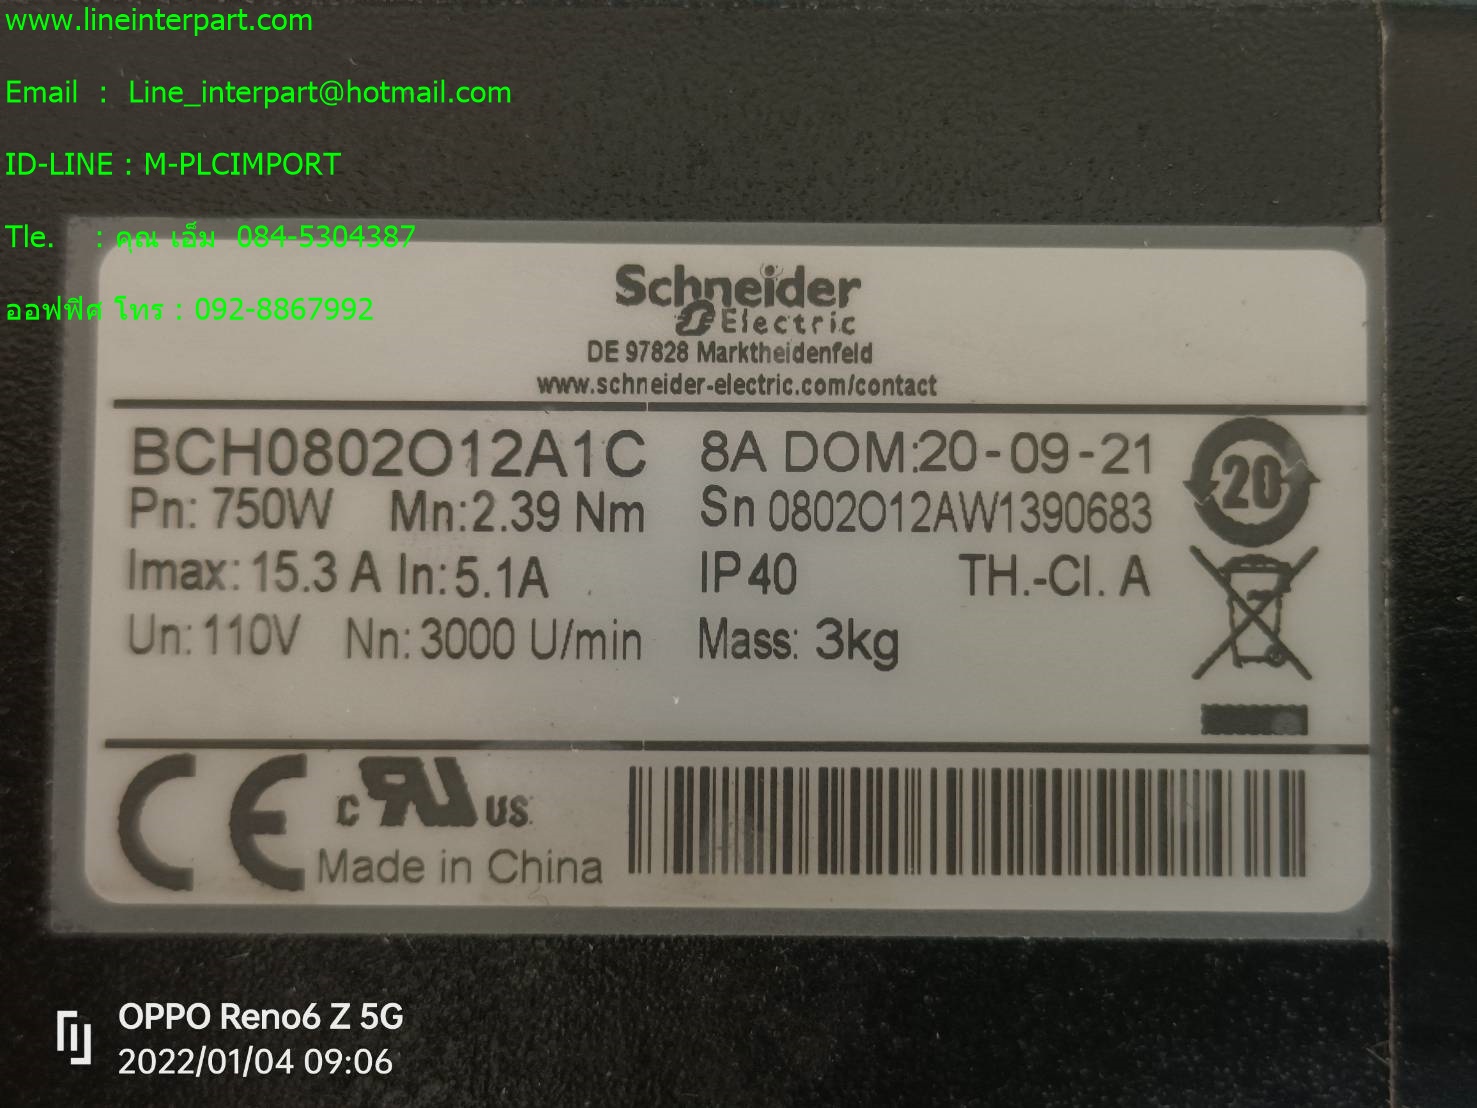 www.lineinterpart.com
Email : Line_interpart@hotmail.com
ID-LINE : M-PLCIMPORT
Tle. : คุณ เอ็ม 084-5304387
ออฟฟิศ โทร : 092-8867992
Schneider
Electric
DE 97828 Marktheidenfeld
www.schneider-electric.com/contact
BCH0802O12A1C 8A DOM:20-09-21
Pn: 750W Mn:2.39 Nm Sn 0802O12AW1390683
Imax: 15.3 A In:5.1A IP40 TH.-Cl. A
Un: 110V Nn: 3000 U/min Mass: 3kg
20
CE c RU US
Made in China
OPPO Reno6 Z 5G
2022/01/04 09:06